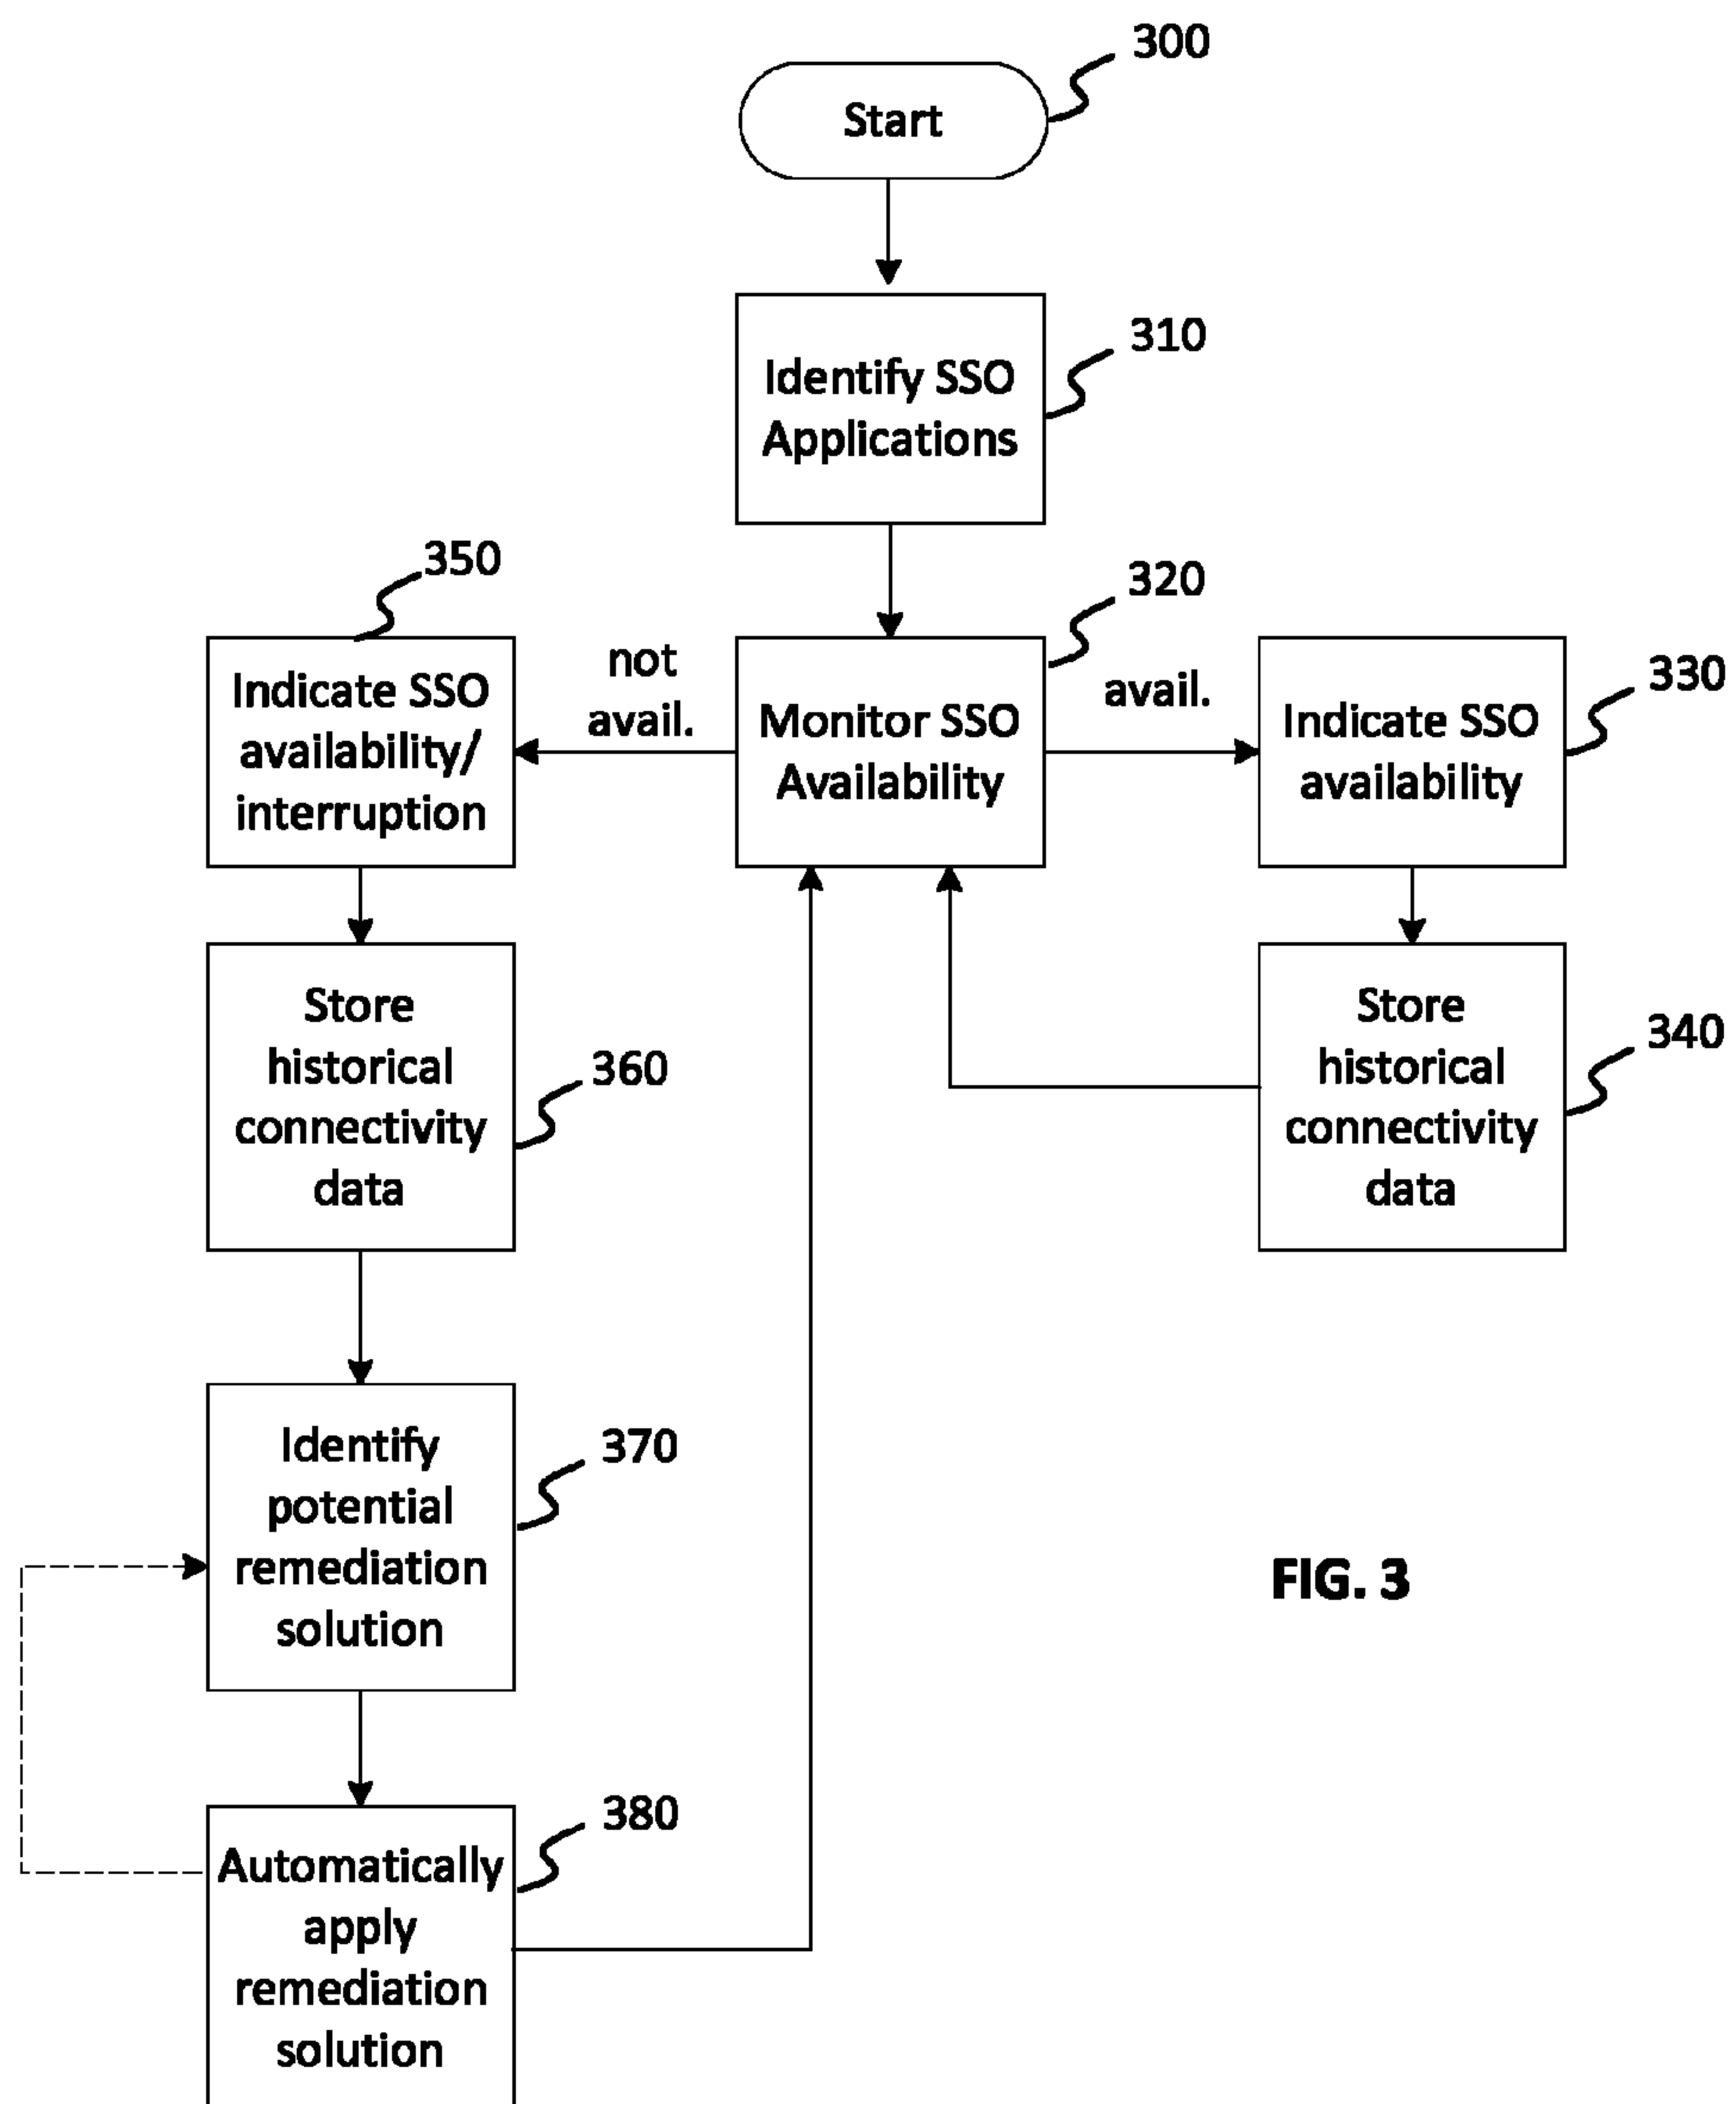 300
Start
310
Identify SSO
Applications
350
320
not
avail.
avail.
330
Indicate SSO
availability/
interruption
Monitor SSO
Availability
Indicate SSO
availability
Store
historical
connectivity
data
360
Store
historical
connectivity
data
340
Identify
potential
remediation
solution
370
FIG. 3
380
Automatically
apply
remediation
solution